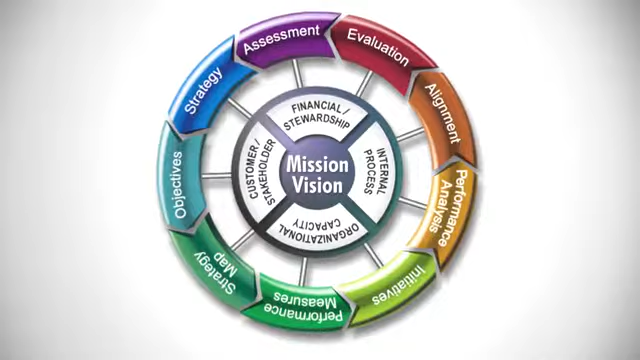 Assessment
Evaluation
Alignment
Performance
Analysis
Initiatives
Performance
Measures
Strategy
Map
Objectives
Strategy
FINANCIAL /
STEWARDSHIP
INTERNAL
PROCESS
ORGANIZATIONAL
CAPACITY
CUSTOMER /
STAKEHOLDER
Mission
Vision